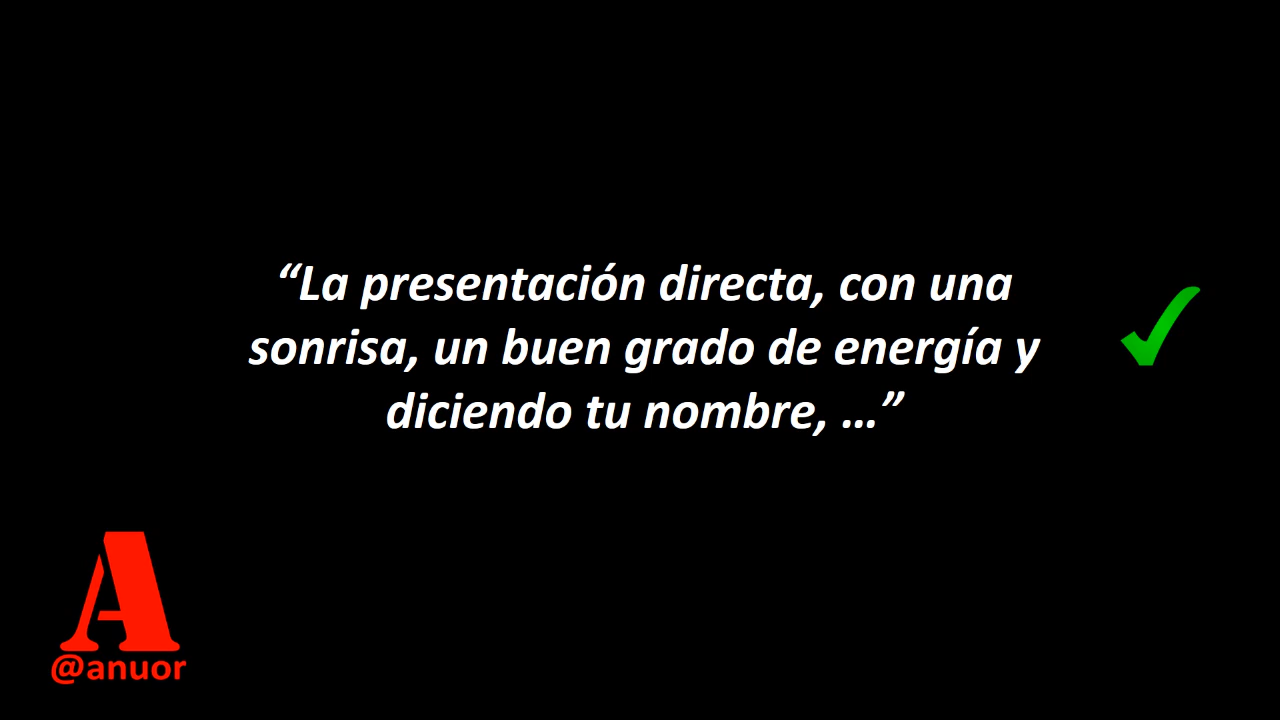 “La presentación directa, con una
sonrisa, un buen grado de energía y
diciendo tu nombre, …”
A
@anuor